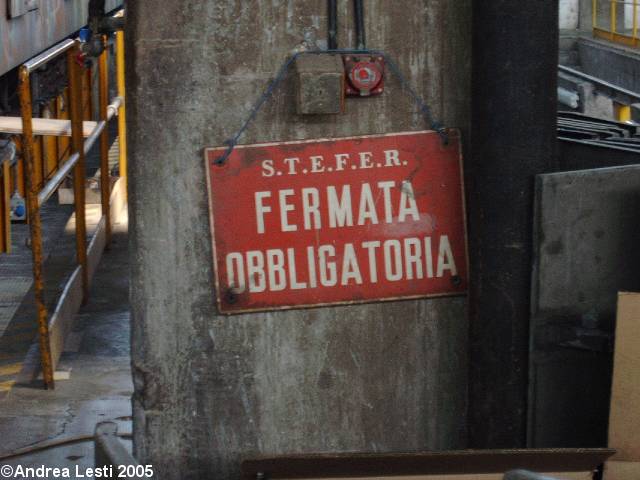 S.T.E.F.E.R.
FERMATA
OBBLIGATORIA
©Andrea Lesti 2005